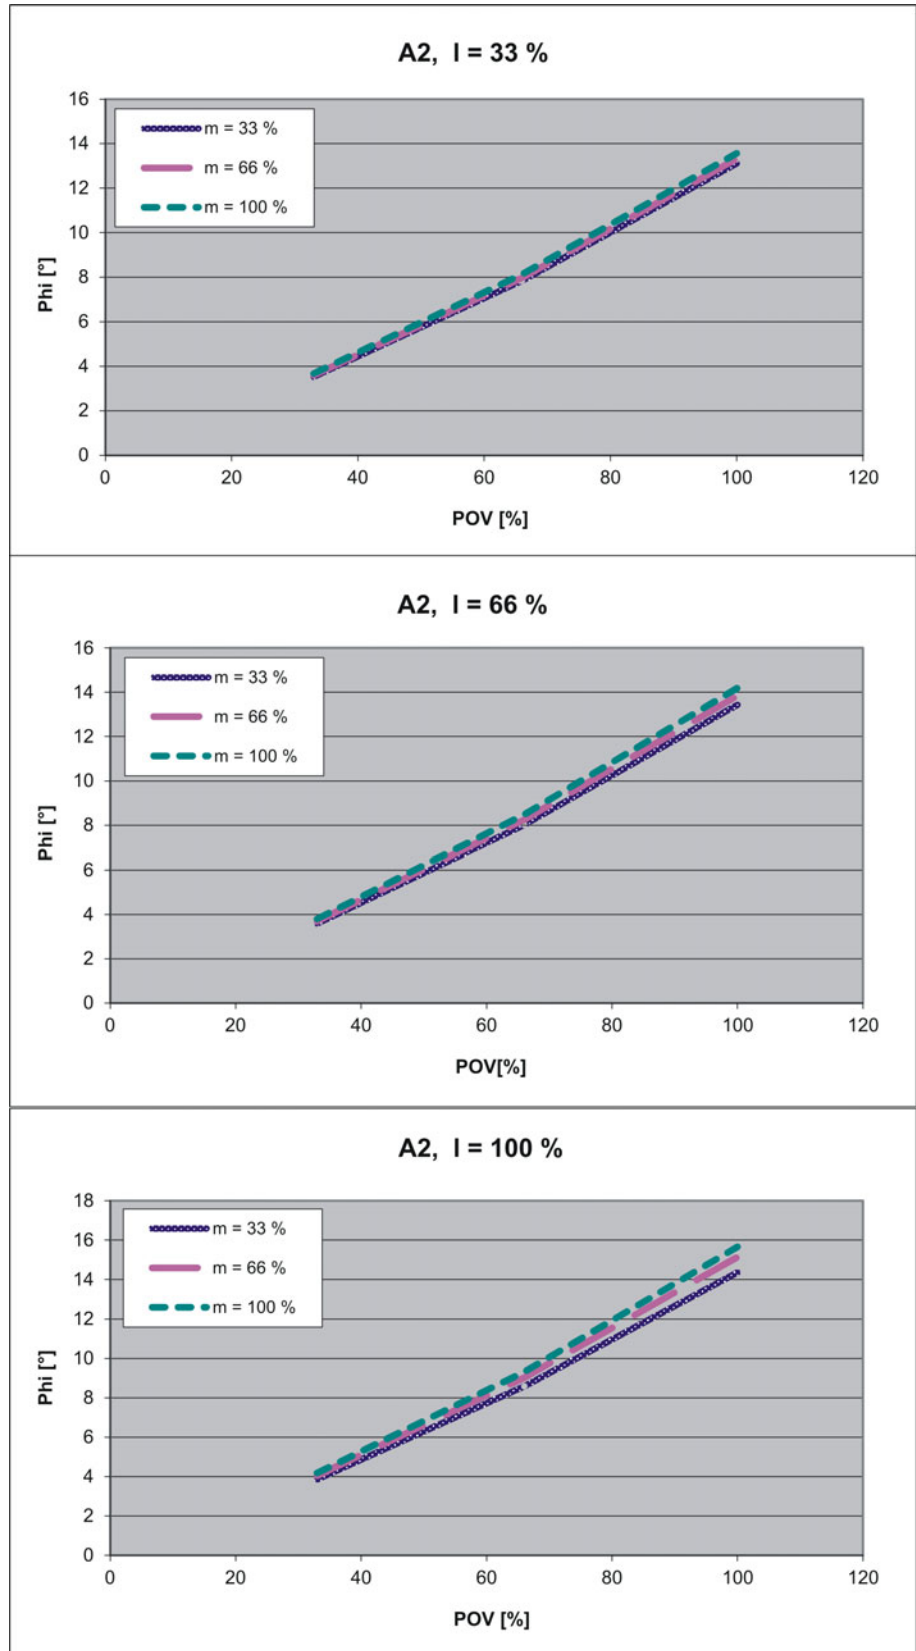 A2,  l = 33 %
16
14
12
10
8
6
4
2
0
Phi [°]
m = 33 %
m = 66 %
m = 100 %
0 20 40 60 80 100 120
POV [%]
A2,  l = 66 %
16
14
12
10
8
6
4
2
0
Phi [°]
m = 33 %
m = 66 %
m = 100 %
0 20 40 60 80 100 120
POV[%]
A2,  l = 100 %
18
16
14
12
10
8
6
4
2
0
Phi [°]
m = 33 %
m = 66 %
m = 100 %
0 20 40 60 80 100 120
POV [%]